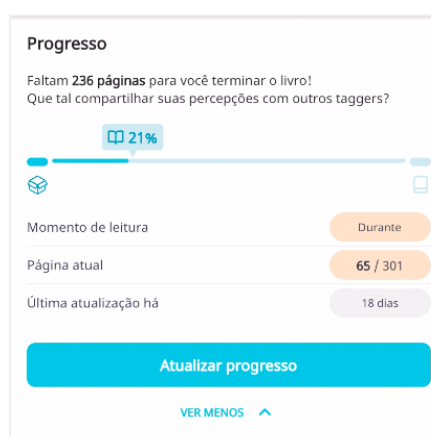 Progresso
Faltam 236 páginas para você terminar o livro!
Que tal compartilhar suas percepções com outros taggers?
21%
Momento de leitura Durante
Página atual 65 / 301
Última atualização há 18 dias
Atualizar progresso
VER MENOS